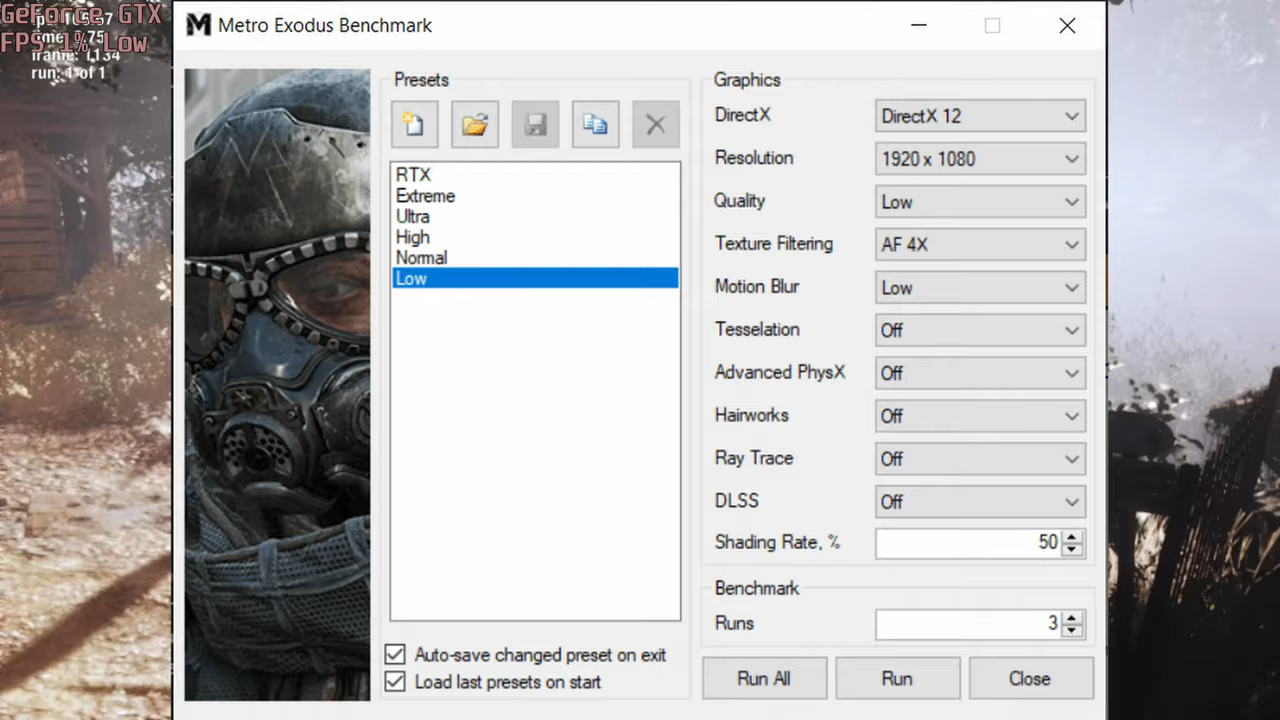 GeForce GTX
FPS 1% Low
frame: 1134
run: 1 of 1
Metro Exodus Benchmark
Presets
RTX
Extreme
Ultra
High
Normal
Low
Auto-save changed preset on exit
Load last presets on start
Graphics
DirectX DirectX 12
Resolution 1920 x 1080
Quality Low
Texture Filtering AF 4X
Motion Blur Low
Tesselation Off
Advanced PhysX Off
Hairworks Off
Ray Trace Off
DLSS Off
Shading Rate, % 50
Benchmark
Runs 3
Run All Run Close